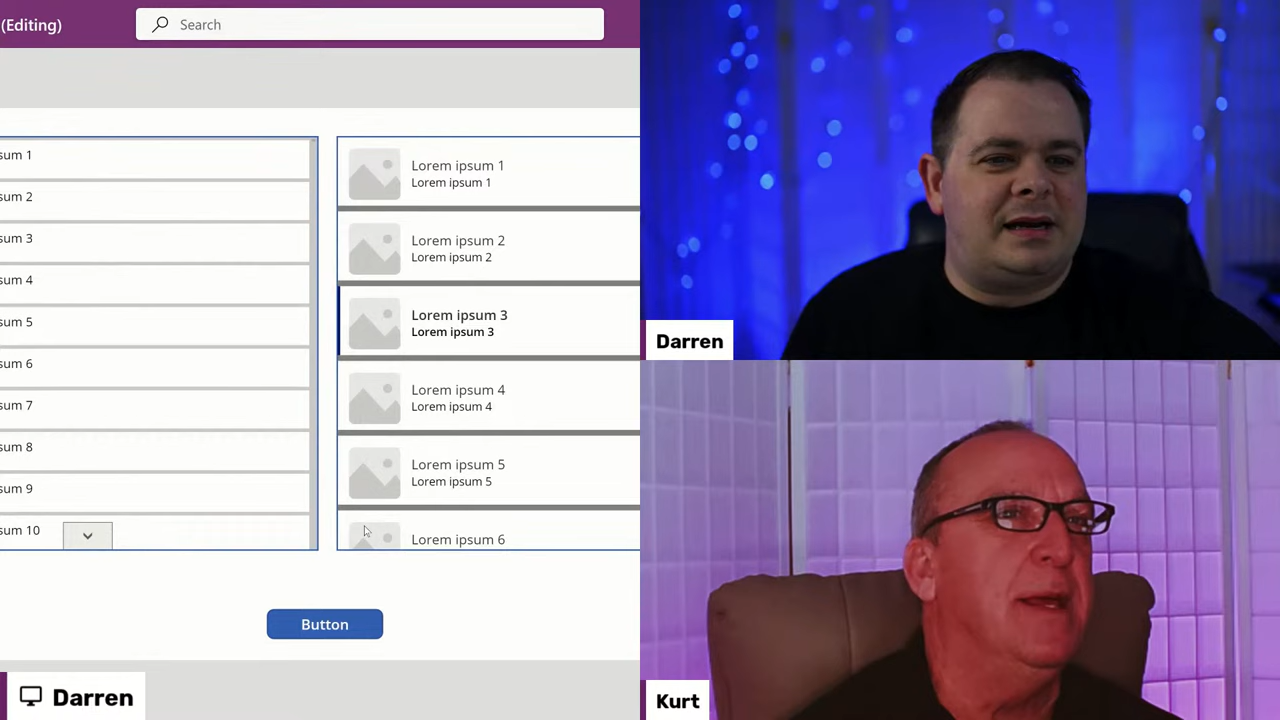 (Editing)
Search
sum 1
sum 2
sum 3
sum 4
sum 5
sum 6
sum 7
sum 8
sum 9
sum 10
Lorem ipsum 1
Lorem ipsum 1
Lorem ipsum 2
Lorem ipsum 2
Lorem ipsum 3
Lorem ipsum 3
Lorem ipsum 4
Lorem ipsum 4
Lorem ipsum 5
Lorem ipsum 5
Lorem ipsum 6
Button
Darren
Darren
Kurt